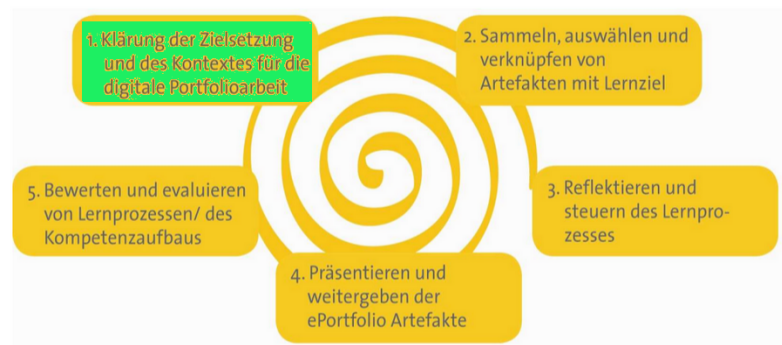 1. Klärung der Zielsetzung
und des Kontextes für die
digitale Portfolioarbeit
2. Sammeln, auswählen und
verknüpfen von
Artefakten mit Lernziel
3. Reflektieren und
steuern des Lernpro-
zesses
4. Präsentieren und
weitergeben der
ePortfolio Artefakte
5. Bewerten und evaluieren
von Lernprozessen/ des
Kompetenzaufbaus